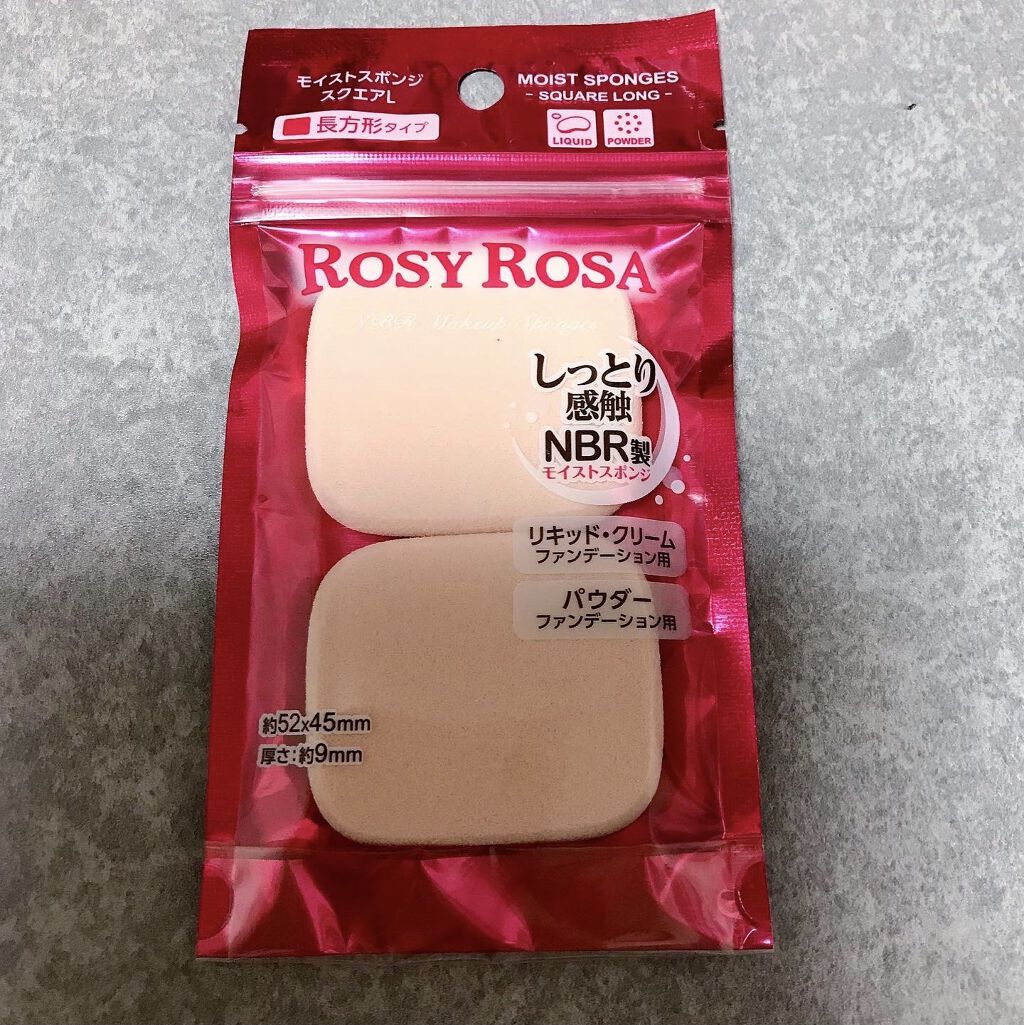 モイストスポンジ
スクエアL
長方形タイプ
MOIST SPONGES
- SQUARE LONG -
LIQUID
POWDER
ROSY ROSA
NBR Makeup Sponges
しっとり
感触
NBR製
モイストスポンジ
リキッド・クリーム
ファンデーション用
パウダー
ファンデーション用
約52x45mm
厚さ:約9mm